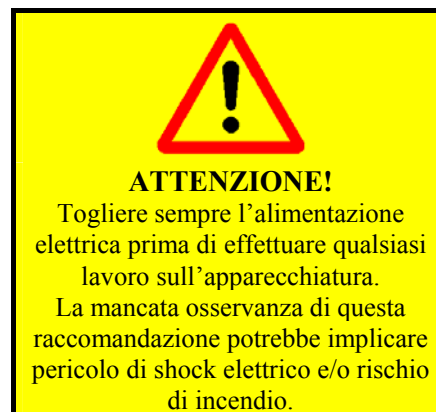 ATTENZIONE!
Togliere sempre l’alimentazione
elettrica prima di effettuare qualsiasi
lavoro sull’apparecchiatura.
La mancata osservanza di questa
raccomandazione potrebbe implicare
pericolo di shock elettrico e/o rischio
di incendio.